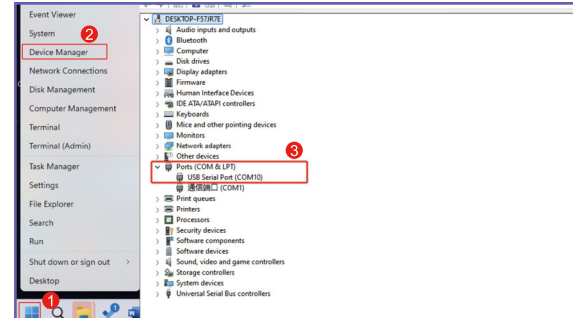 Event Viewer
System
2
Device Manager
Network Connections
Disk Management
Computer Management
Terminal
Terminal (Admin)
Task Manager
Settings
File Explorer
Search
Run
Shut down or sign out >
Desktop
1
DESKTOP-F57JR7E
Audio inputs and outputs
Bluetooth
Computer
Disk drives
Display adapters
Firmware
Human Interface Devices
IDE ATA/ATAPI controllers
Keyboards
Mice and other pointing devices
Monitors
Network adapters
3
Other devices
Ports (COM & LPT)
USB Serial Port (COM10)
通信端口 (COM1)
Print queues
Printers
Processors
Security devices
Software components
Software devices
Sound, video and game controllers
Storage controllers
System devices
Universal Serial Bus controllers